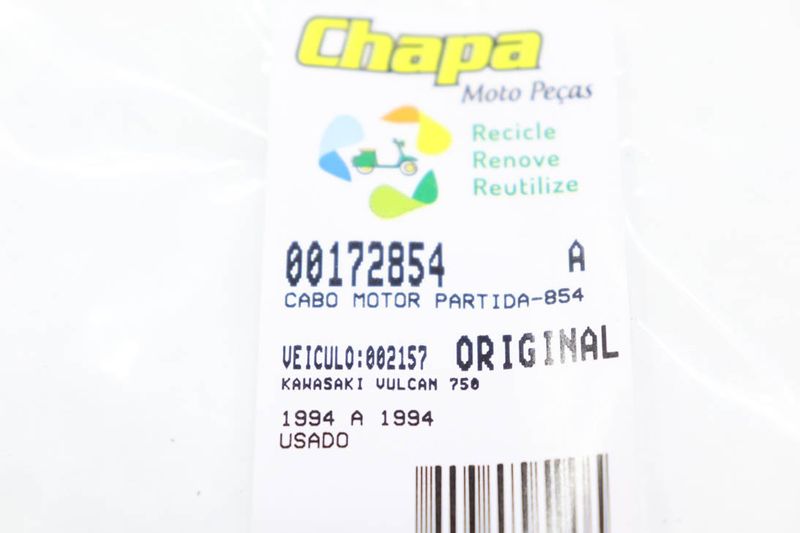 Chapa
Moto Peças
Recicle
Renove
Reutilize
00172854 A
CABO MOTOR PARTIDA-854
VEICULO:002157 ORIGINAL
KAWASAKI VULCAN 750
1994 A 1994
USADO